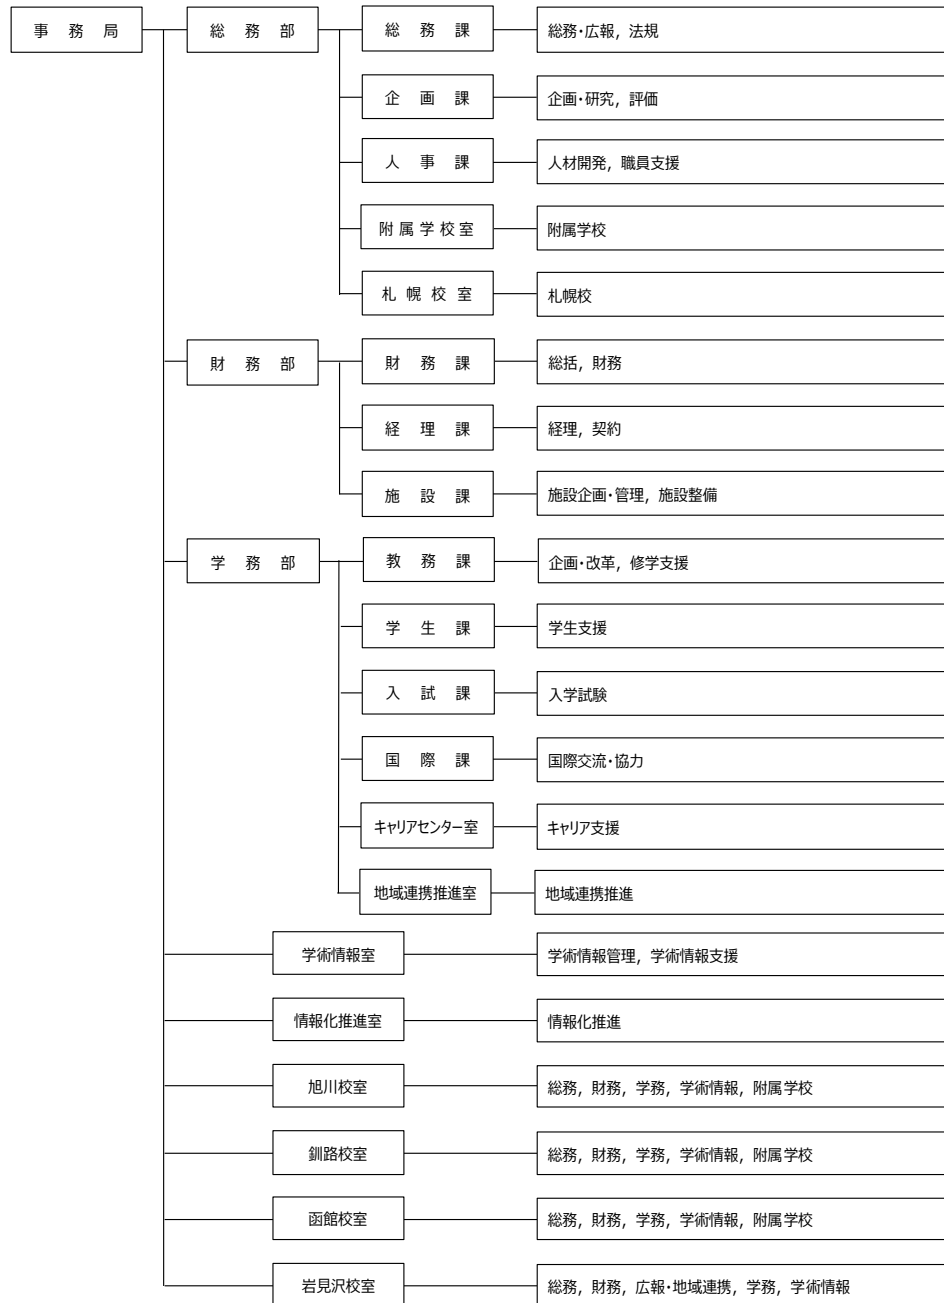 事務局
総務部
総務課
総務・広報，法規
企画課
企画・研究，評価
人事課
人材開発，職員支援
附属学校室
附属学校
札幌校室
札幌校
財務部
財務課
総括，財務
経理課
経理，契約
施設課
施設企画・管理，施設整備
学務部
教務課
企画・改革，修学支援
学生課
学生支援
入試課
入学試験
国際課
国際交流・協力
キャリアセンター室
キャリア支援
地域連携推進室
地域連携推進
学術情報室
学術情報管理，学術情報支援
情報化推進室
情報化推進
旭川校室
総務，財務，学務，学術情報，附属学校
釧路校室
総務，財務，学務，学術情報，附属学校
函館校室
総務，財務，学務，学術情報，附属学校
岩見沢校室
総務，財務，広報・地域連携，学務，学術情報